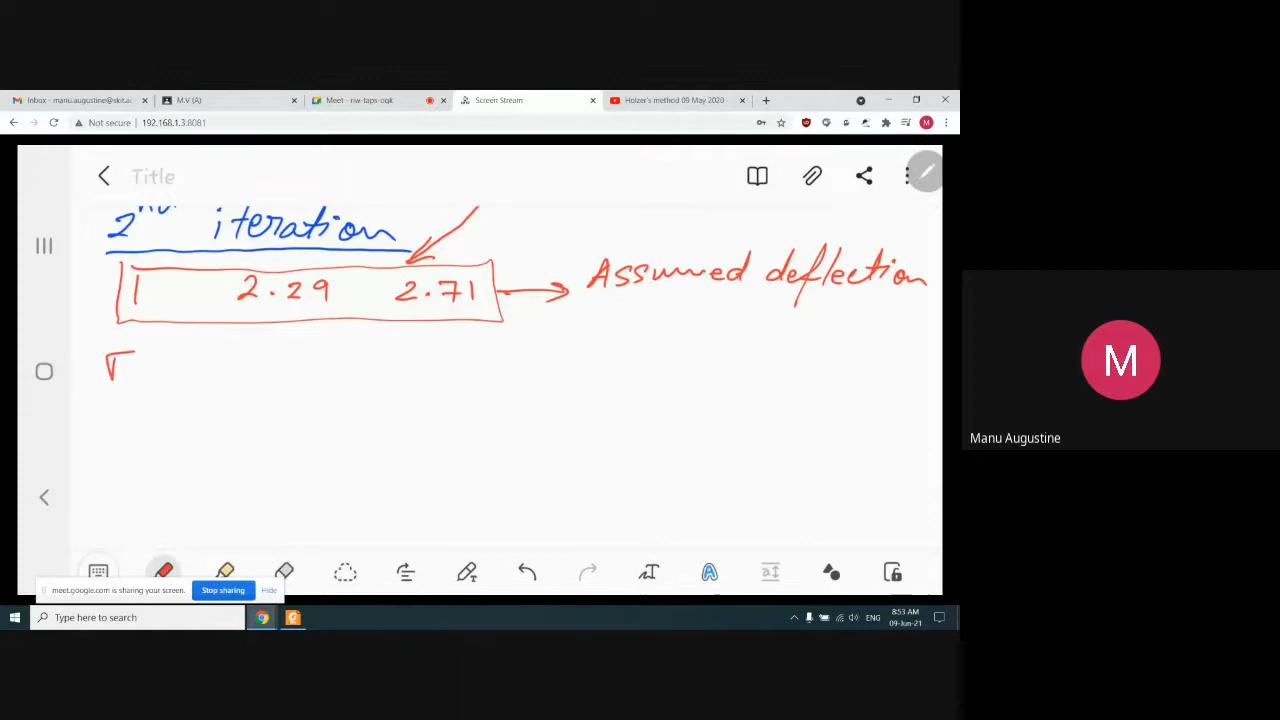 Inbox - manu.augustine@skit.a
M.V (A)
Meet - riw-taps-oqk
Screen Stream
Holzer's method 09 May 2020
Not secure | 192.168.1.3:8081
Title
2nd iteration
1 2.29 2.71
Assumed deflection
M
Manu Augustine
meet.google.com is sharing your screen.
Stop sharing
Hide
Type here to search
ENG
8:53 AM
09-Jun-21